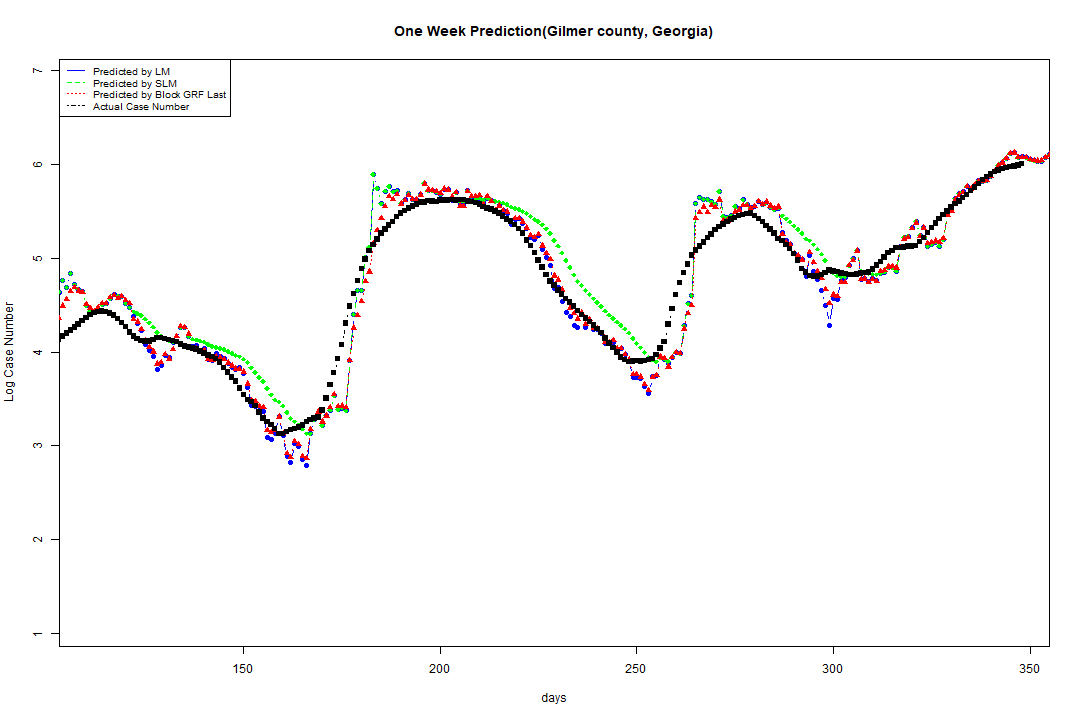 One Week Prediction(Gilmer county, Georgia)
Predicted by LM
Predicted by SLM
Predicted by Block GRF Last
Actual Case Number
7
6
5
4
3
2
1
Log Case Number
150 200 250 300 350
days